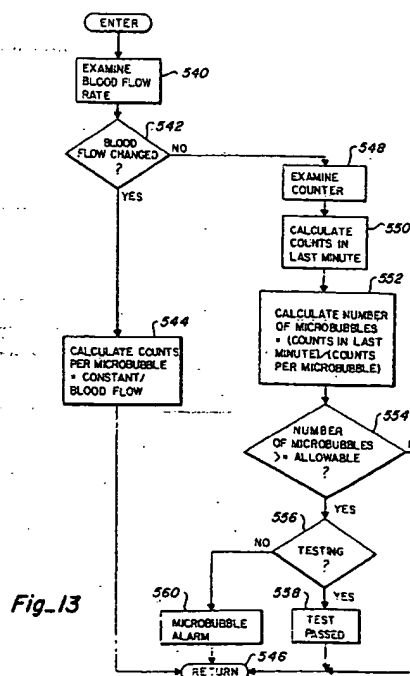 ENTER
EXAMINE
BLOOD FLOW
RATE
540
542
BLOOD
FLOW CHANGED
?
NO
YES
548
EXAMINE
COUNTER
550
CALCULATE
COUNTS IN
LAST MINUTE
552
CALCULATE NUMBER
OF MICROBUBBLES
= (COUNTS IN LAST
MINUTE)/(COUNTS
PER MICROBUBBLE)
544
CALCULATE COUNTS
PER MICROBUBBLE
= CONSTANT/
BLOOD FLOW
554
NUMBER
OF MICROBUBBLES
>= ALLOWABLE
?
YES
556
TESTING
?
NO
YES
560
558
MICROBUBBLE
ALARM
TEST
PASSED
Fig_13
RETURN
546